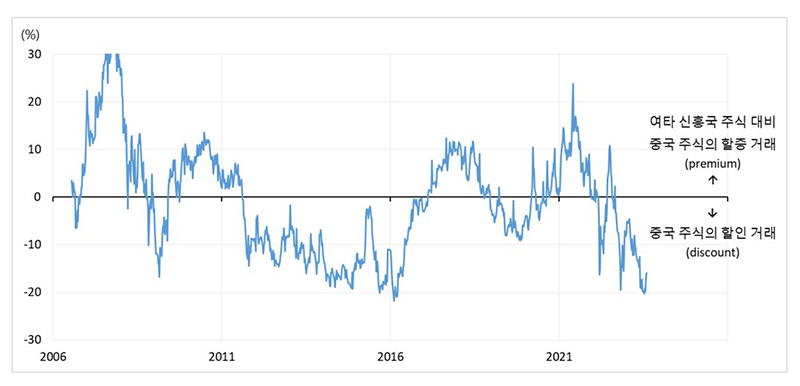 (%)
30
20
10
0
-10
-20
-30
2006
2011
2016
2021
여타 신흥국 주식 대비
중국 주식의 할증 거래
(premium)
↑
↓
중국 주식의 할인 거래
(discount)